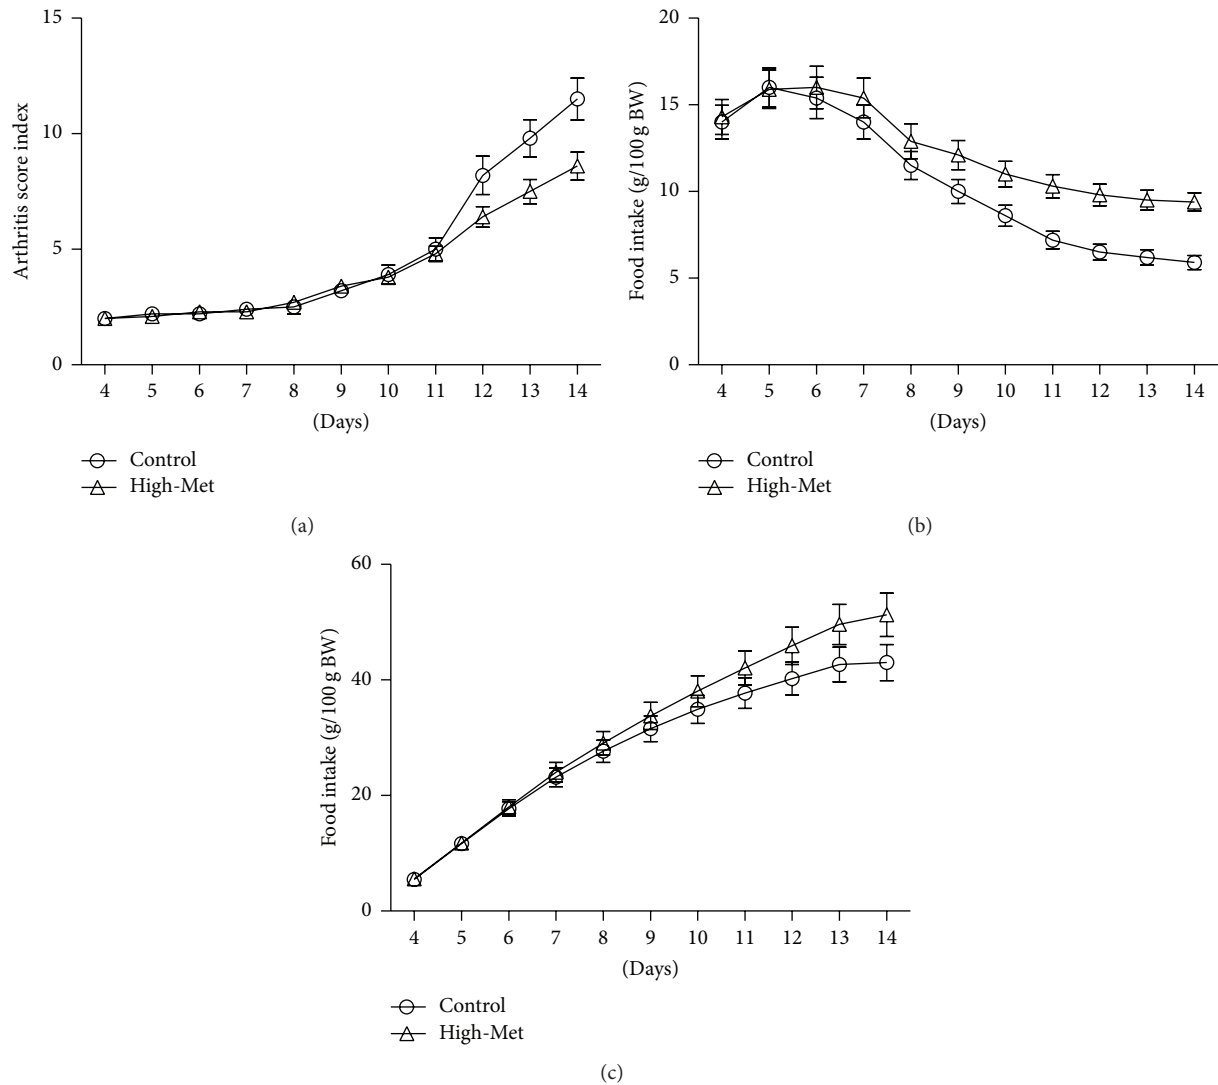 15
10
5
0
Arthritis score index
4 5 6 7 8 9 10 11 12 13 14
(Days)
Control
High-Met
(a)
20
15
10
5
0
Food intake (g/100 g BW)
4 5 6 7 8 9 10 11 12 13 14
(Days)
Control
High-Met
(b)
60
40
20
0
Food intake (g/100 g BW)
4 5 6 7 8 9 10 11 12 13 14
(Days)
Control
High-Met
(c)